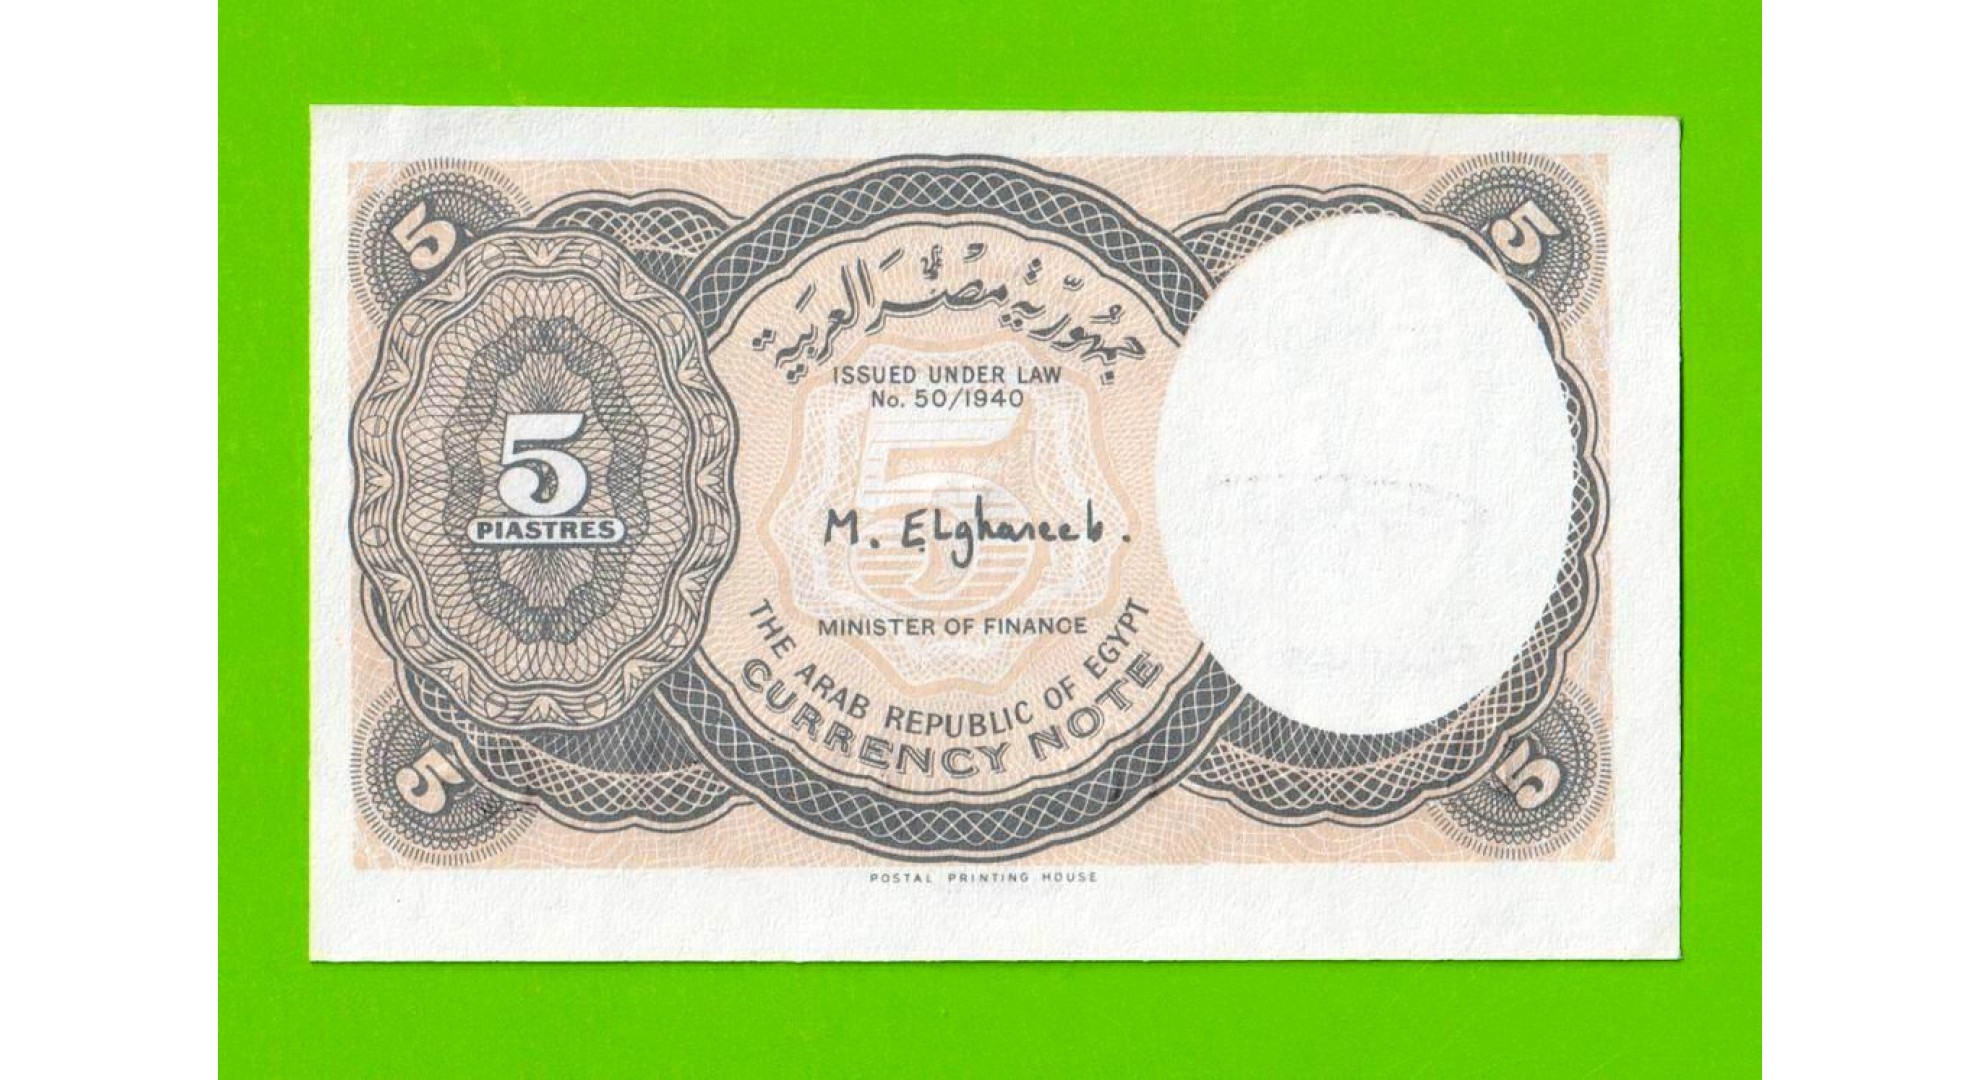 5
5
جمهورية مصر العربية
ISSUED UNDER LAW
No. 50/1940
5
5
PIASTRES
M. ELghareeb.
MINISTER OF FINANCE
THE ARAB REPUBLIC OF EGYPT
CURRENCY NOTE
5
5
POSTAL PRINTING HOUSE